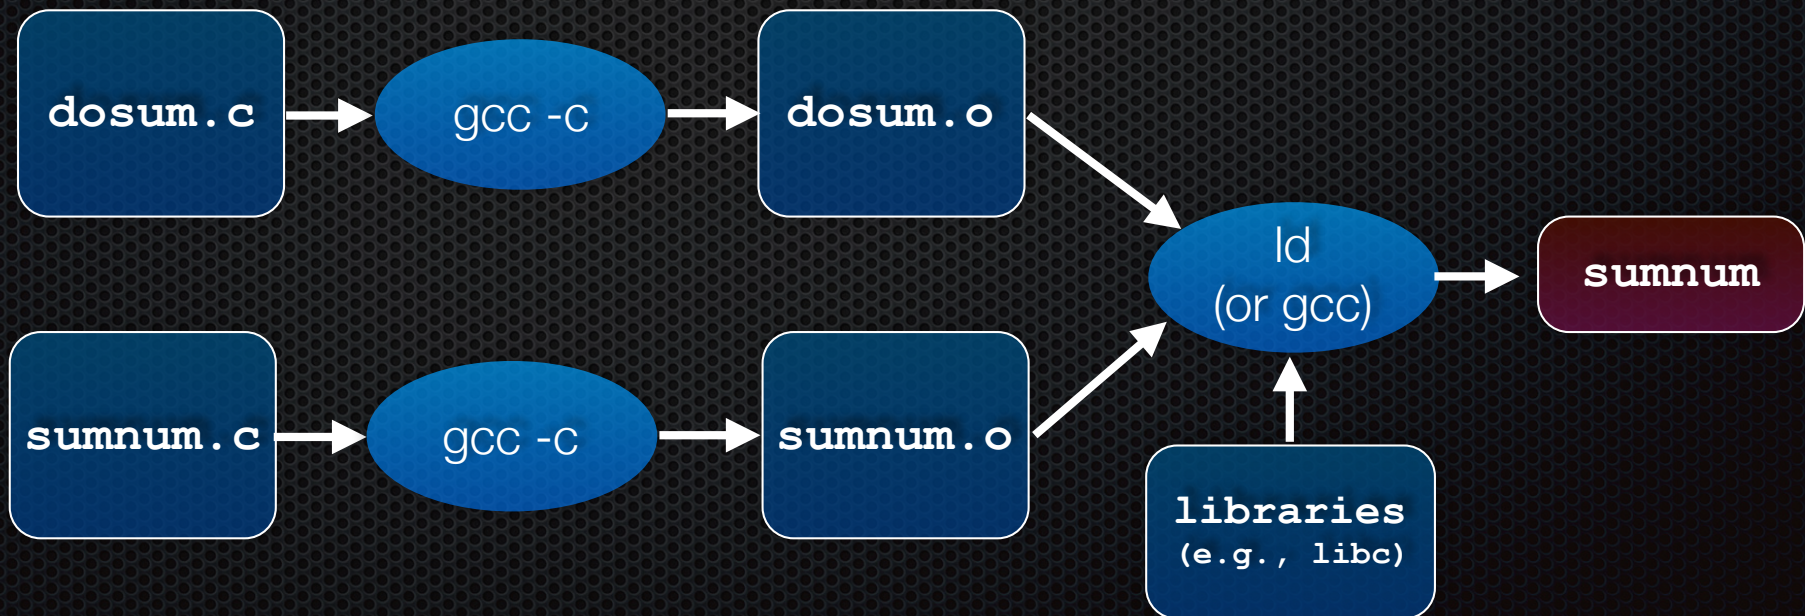 dosum.c
gcc -c
dosum.o
sumnum.c
gcc -c
sumnum.o
ld
(or gcc)
sumnum
libraries
(e.g., libc)